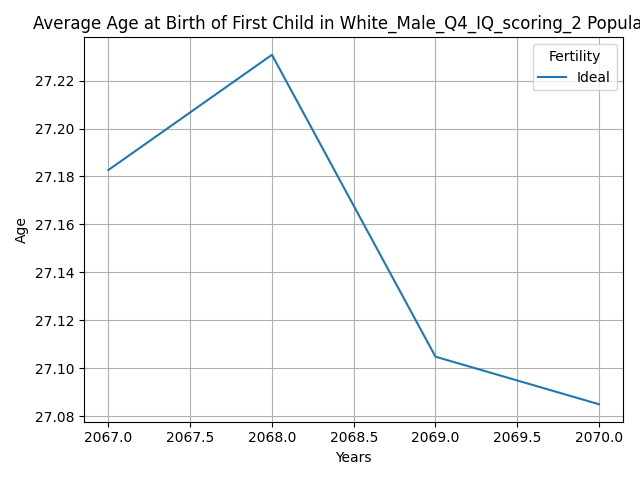 Average Age at Birth of First Child in White_Male_Q4_IQ_scoring_2 Popula
Fertility
Ideal
27.22
27.20
27.18
27.16
27.14
27.12
27.10
27.08
Age
2067.0 2067.5 2068.0 2068.5 2069.0 2069.5 2070.0
Years